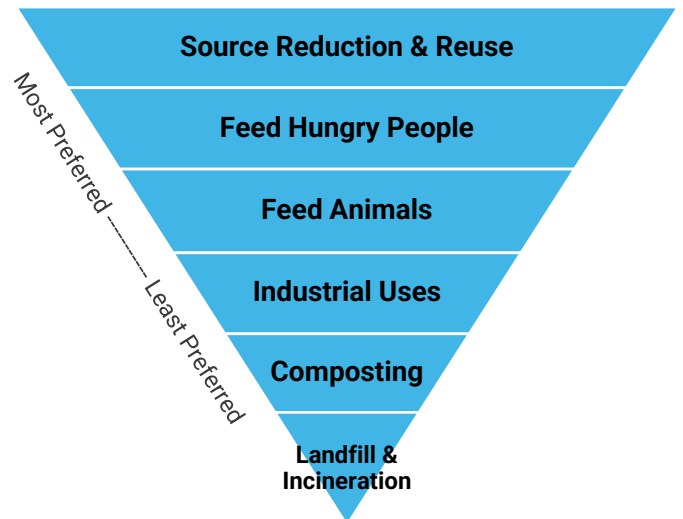 Source Reduction & Reuse
Feed Hungry People
Feed Animals
Industrial Uses
Composting
Landfill &
Incineration
Most Preferred ----------- Least Preferred